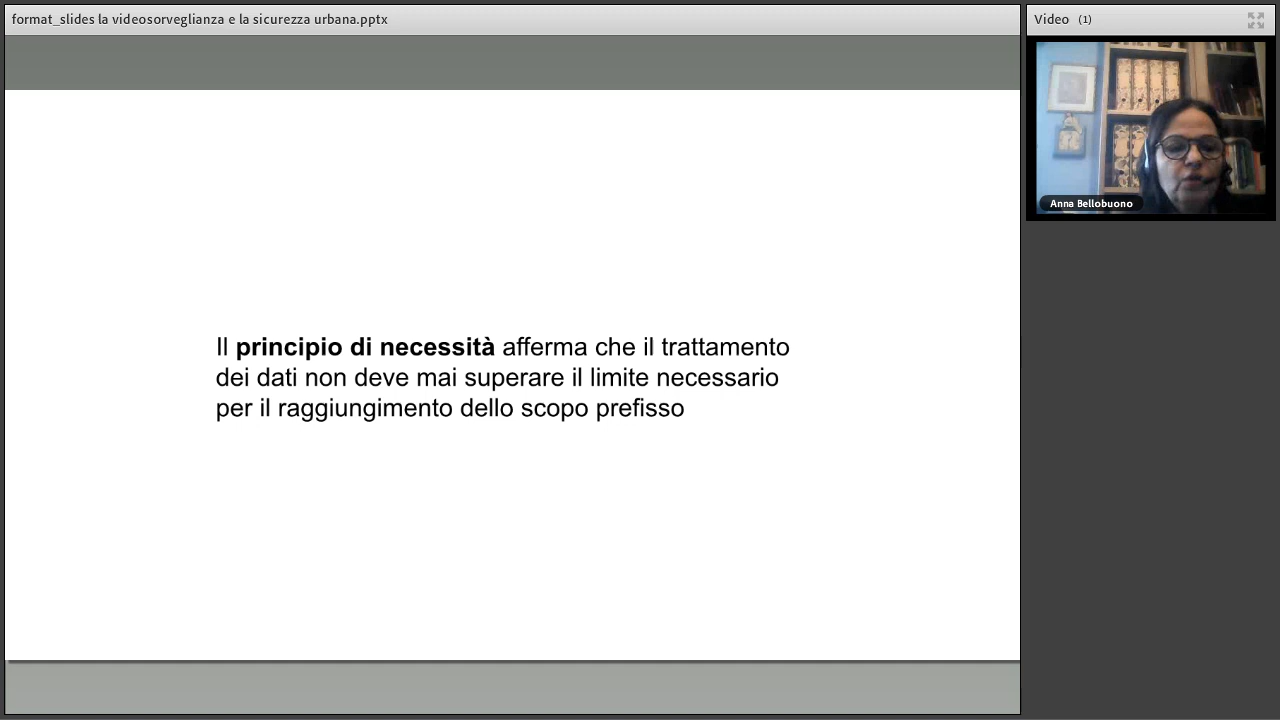 format_slides la videosorveglianza e la sicurezza urbana.pptx
Video (1)
Anna Bellobuono
Il principio di necessità afferma che il trattamento
dei dati non deve mai superare il limite necessario
per il raggiungimento dello scopo prefisso